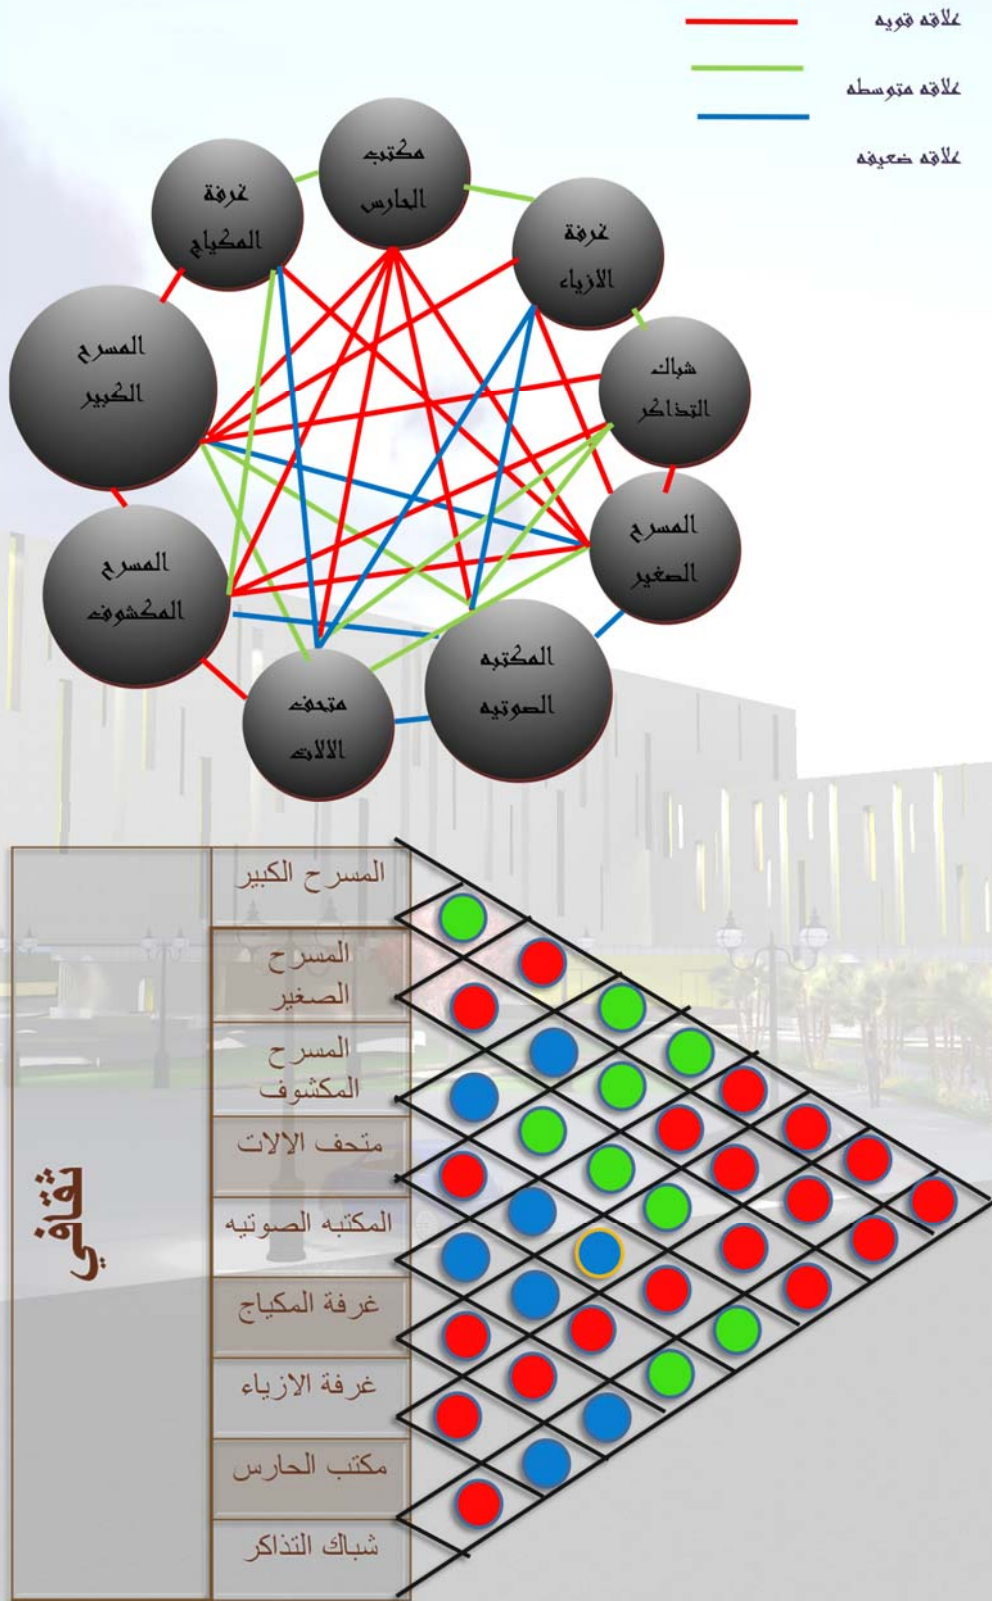 علاقه قويه
علاقه متوسطه
علاقه ضعيفه
مكتب
الحارس
غرفة
المكياج
غرفة
الازياء
المسرح
الكبير
شباك
التذاكر
المسرح
الصغير
المسرح
المكشوف
المكتبه
الصوتيه
متحف
الالات
ثقافي
المسرح الكبير
المسرح
الصغير
المسرح
المكشوف
متحف الالات
المكتبه الصوتيه
غرفة المكياج
غرفة الازياء
مكتب الحارس
شباك التذاكر